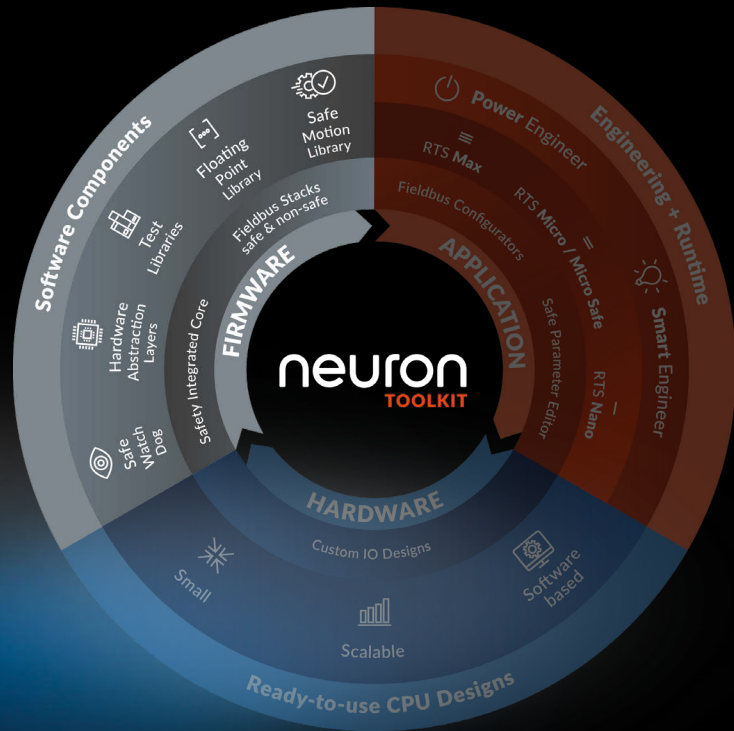 Software Components
Safe
Watch
Dog
Hardware
Abstraction
Layers
Test
Libraries
Floating
Point
Library
Safe
Motion
Library
Safety Integrated Core
Fieldbus Stacks
safe & non-safe
FIRMWARE
Engineering + Runtime
Power Engineer
Smart Engineer
RTS Max
RTS Micro / Micro Safe
RTS Nano
Fieldbus Configurators
Safe Parameter Editor
APPLICATION
neuron
TOOLKIT
HARDWARE
Custom IO Designs
Small
Scalable
Software
based
Ready-to-use CPU Designs